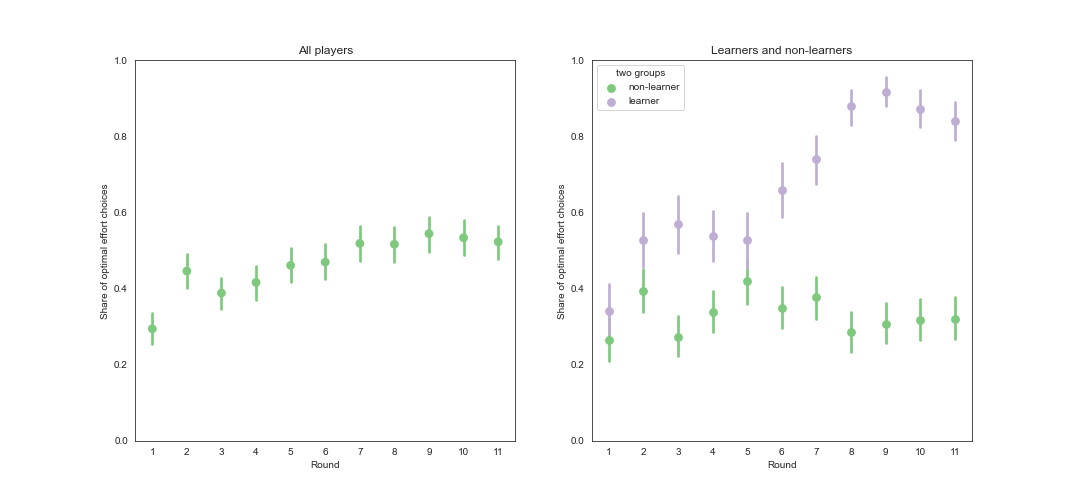 All players
1.0
0.8
0.6
0.4
0.2
0.0
Share of optimal effort choices
1 2 3 4 5 6 7 8 9 10 11
Round
Learners and non-learners
two groups
non-learner
learner
1.0
0.8
0.6
0.4
0.2
0.0
Share of optimal effort choices
1 2 3 4 5 6 7 8 9 10 11
Round